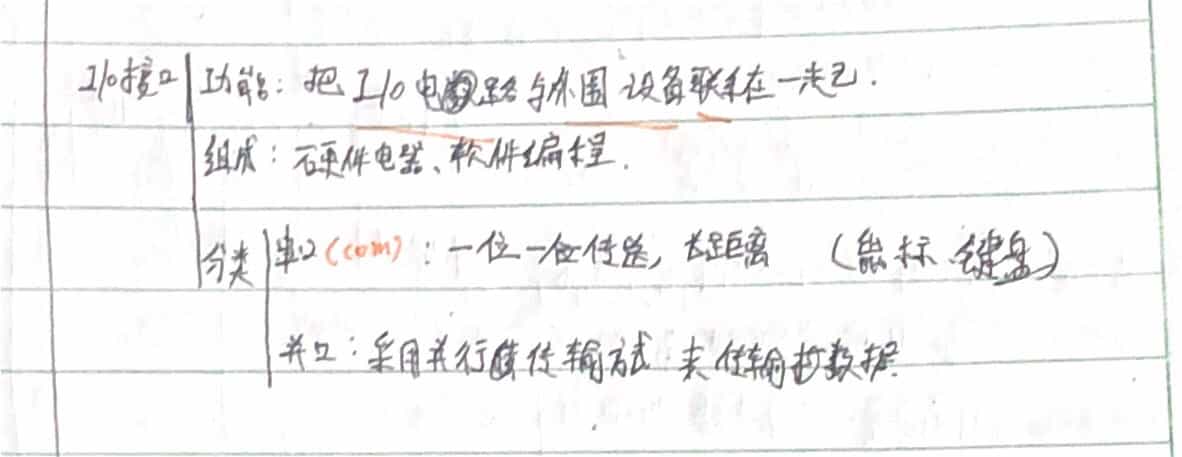 I/o接口 功能：把I/o电路与外围设备联系在一起.
组成：硬件电器、软件编程.
分类 串口(com)：一位一位传送，长距离 (鼠标.键盘)
并口：采用并行传输方式 来传输数据.